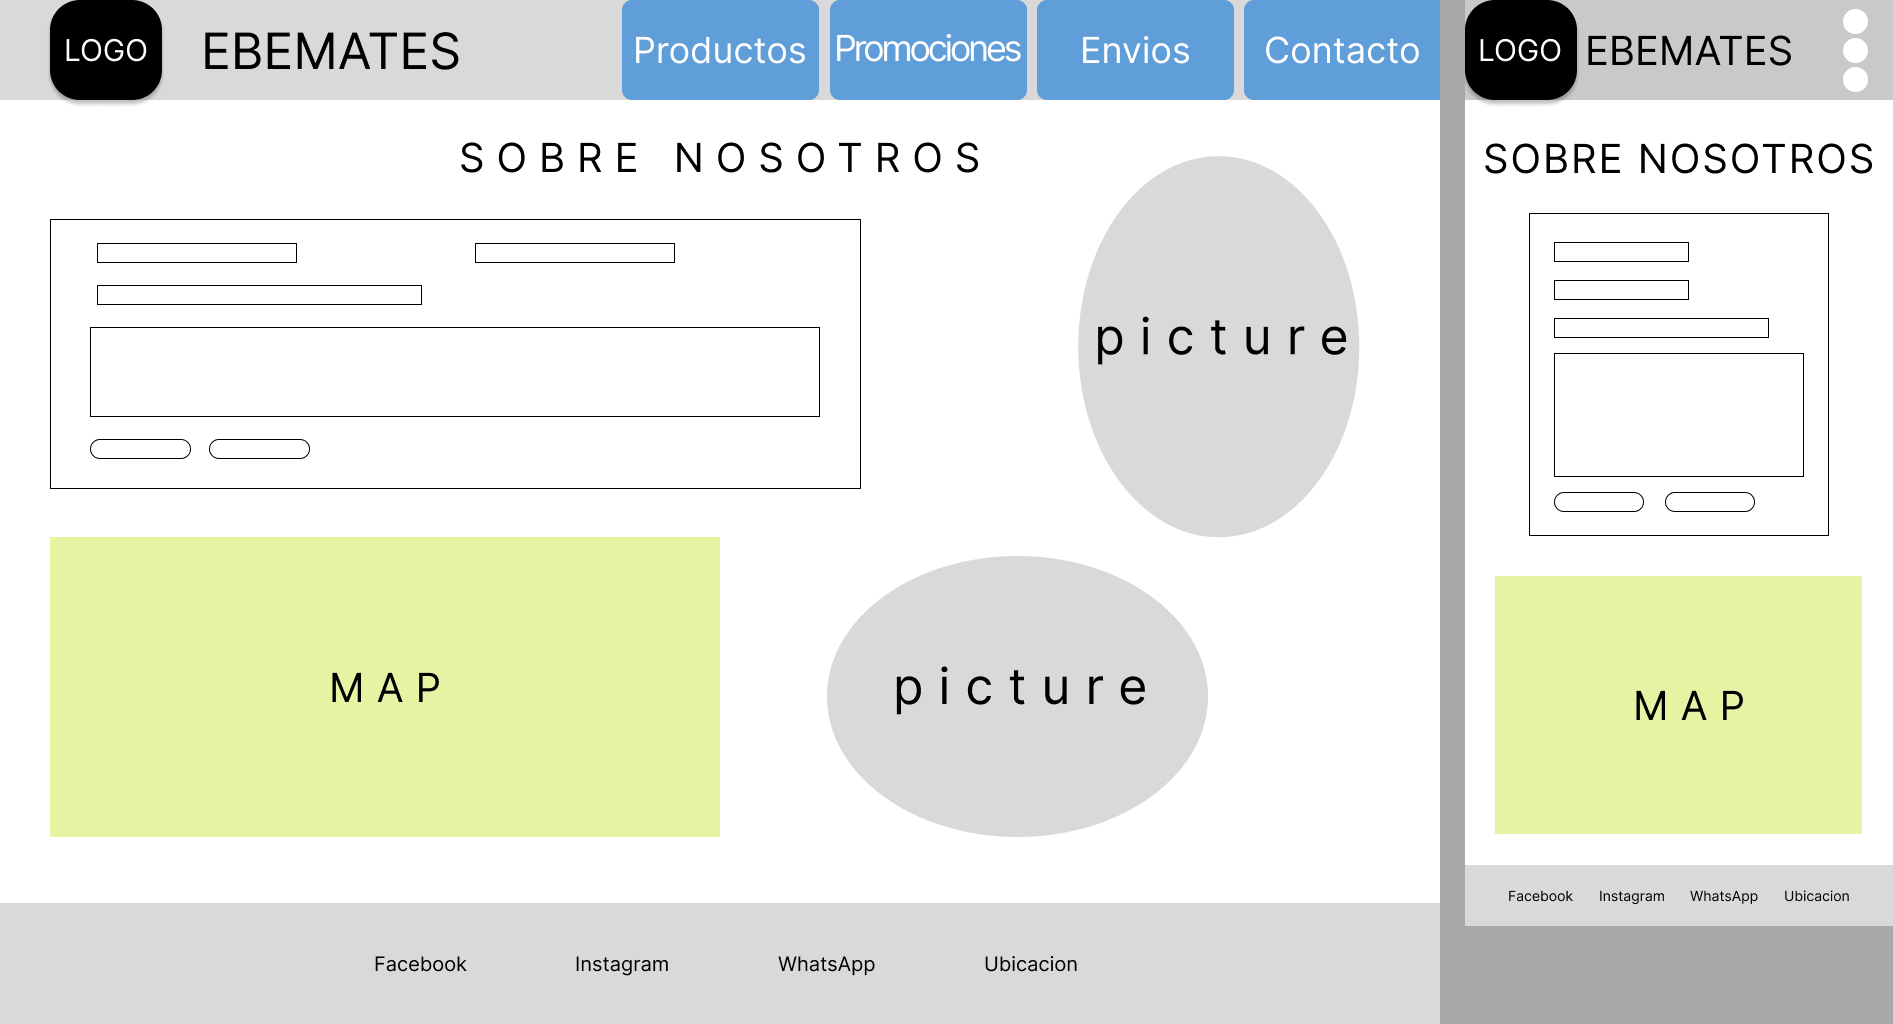 LOGO
EBEMATES
Productos
Promociones
Envios
Contacto
SOBRE NOSOTROS
picture
MAP
picture
Facebook
Instagram
WhatsApp
Ubicacion
LOGO
EBEMATES
SOBRE NOSOTROS
MAP
Facebook
Instagram
WhatsApp
Ubicacion